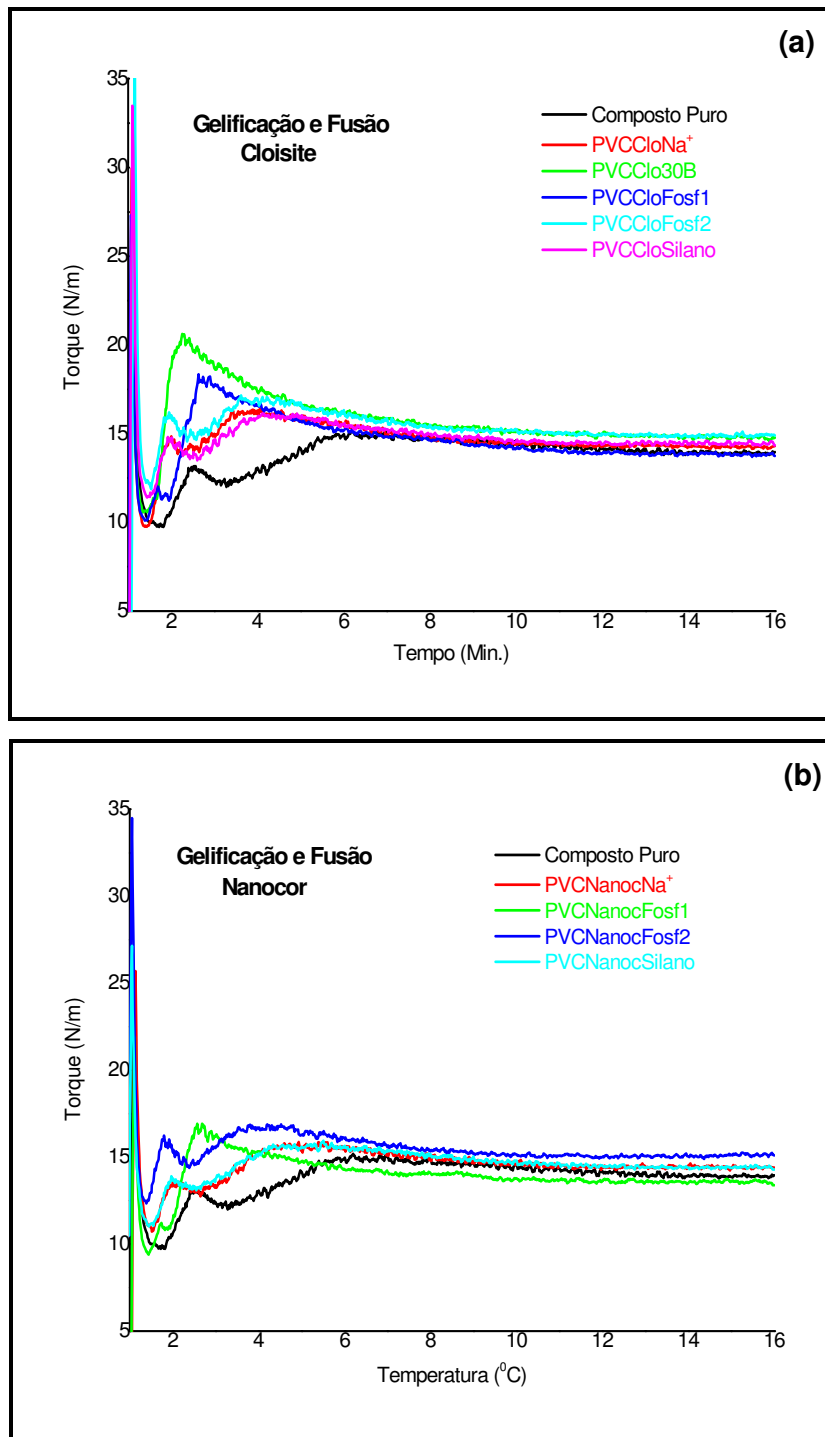 (a)
Gelificação e Fusão
Cloisite
Composto Puro
PVCCloNa+
PVCClo30B
PVCCloFosf1
PVCCloFosf2
PVCCloSilano
Torque (N/m)
35
30
25
20
15
10
5
2 4 6 8 10 12 14 16
Tempo (Min.)
(b)
Gelificação e Fusão
Nanocor
Composto Puro
PVCNanocNa+
PVCNanocFosf1
PVCNanocFosf2
PVCNanocSilano
Torque (N/m)
35
30
25
20
15
10
5
2 4 6 8 10 12 14 16
Temperatura (⁰C)